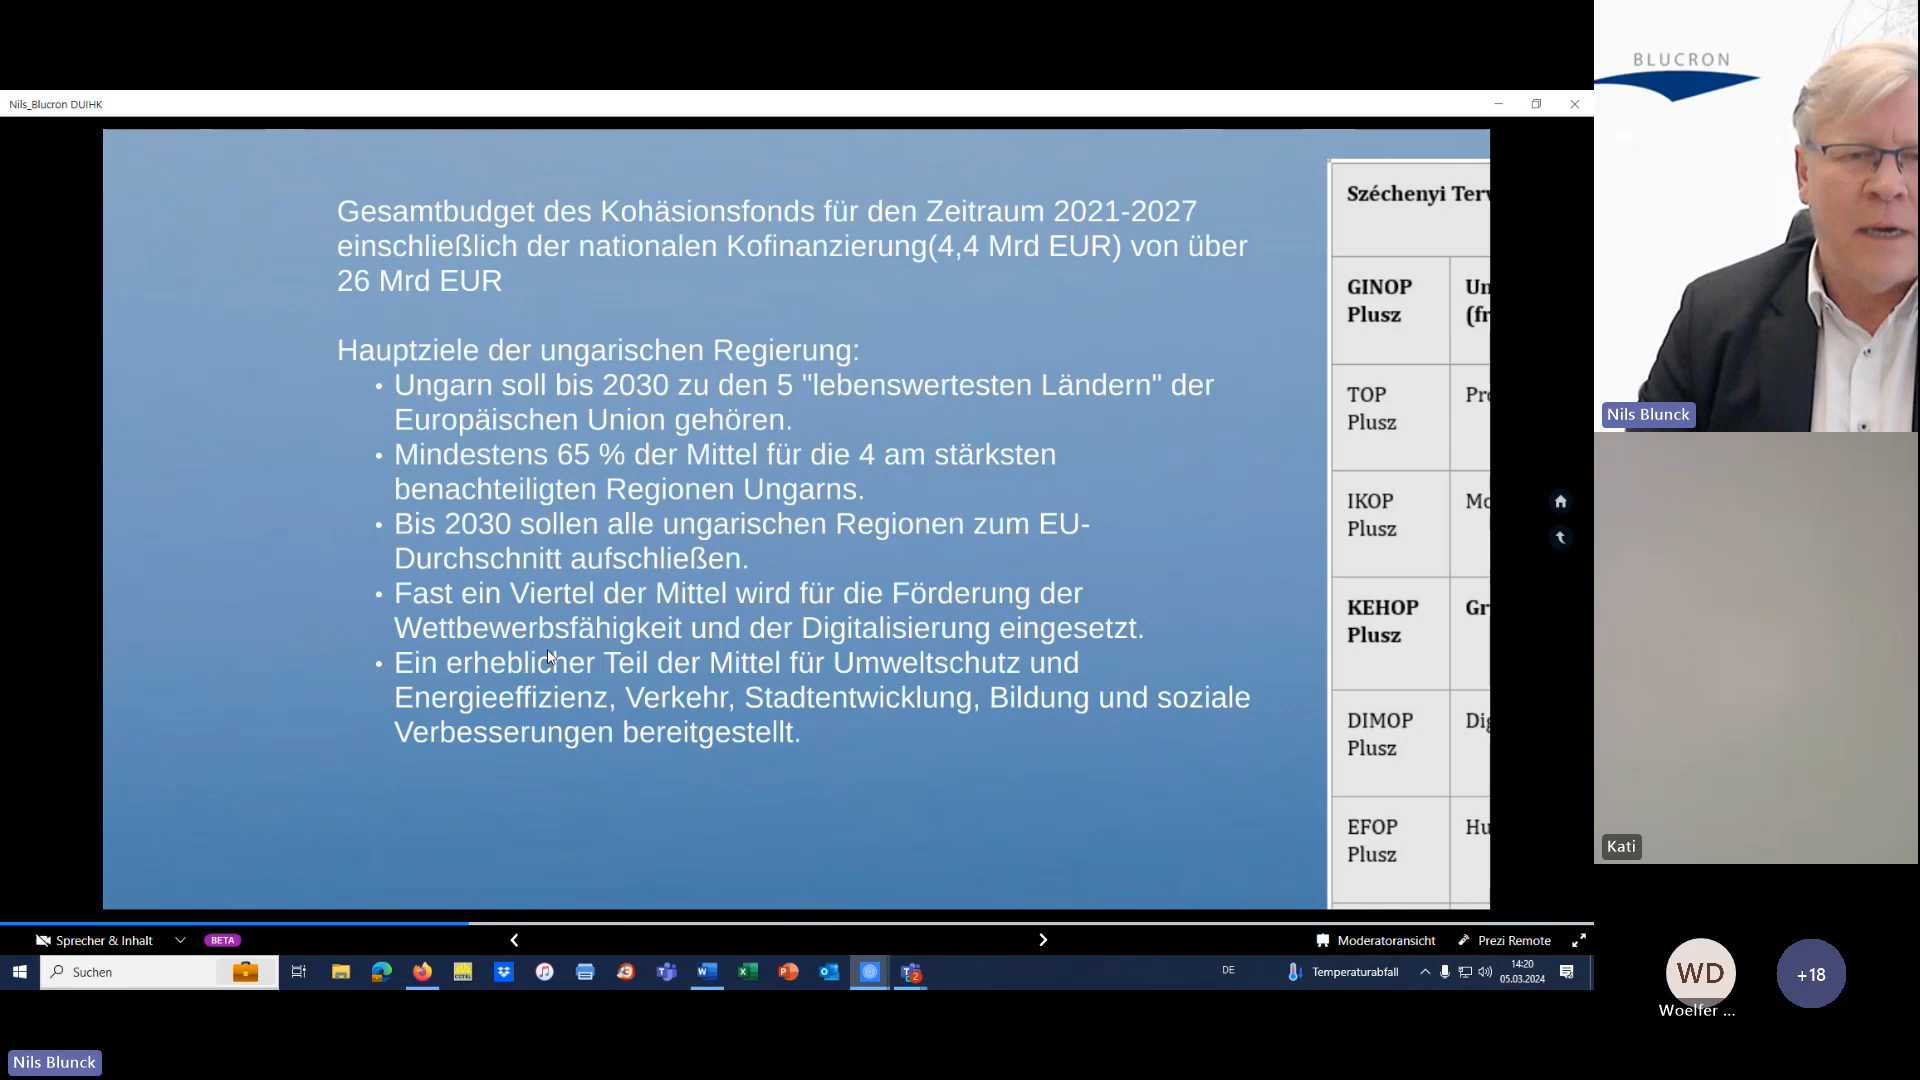 BLUCRON
Nils_Blucron DUIHK
Gesamtbudget des Kohäsionsfonds für den Zeitraum 2021-2027
einschließlich der nationalen Kofinanzierung(4,4 Mrd EUR) von über
26 Mrd EUR
Hauptziele der ungarischen Regierung:
• Ungarn soll bis 2030 zu den 5 "lebenswertesten Ländern" der
Europäischen Union gehören.
• Mindestens 65 % der Mittel für die 4 am stärksten
benachteiligten Regionen Ungarns.
• Bis 2030 sollen alle ungarischen Regionen zum EU-
Durchschnitt aufschließen.
• Fast ein Viertel der Mittel wird für die Förderung der
Wettbewerbsfähigkeit und der Digitalisierung eingesetzt.
• Ein erheblicher Teil der Mittel für Umweltschutz und
Energieeffizienz, Verkehr, Stadtentwicklung, Bildung und soziale
Verbesserungen bereitgestellt.
Széchenyi
GINOP
Plusz
TOP
Plusz
IKOP
Plusz
KEHOP
Plusz
DIMOP
Plusz
EFOP
Plusz
Nils Blunck
Kati
WD
+18
Woelfer ...
Sprecher & Inhalt
BETA
Moderatoransicht
Prezi Remote
Suchen
DE
Temperaturabfall
14:20
05.03.2024
Nils Blunck